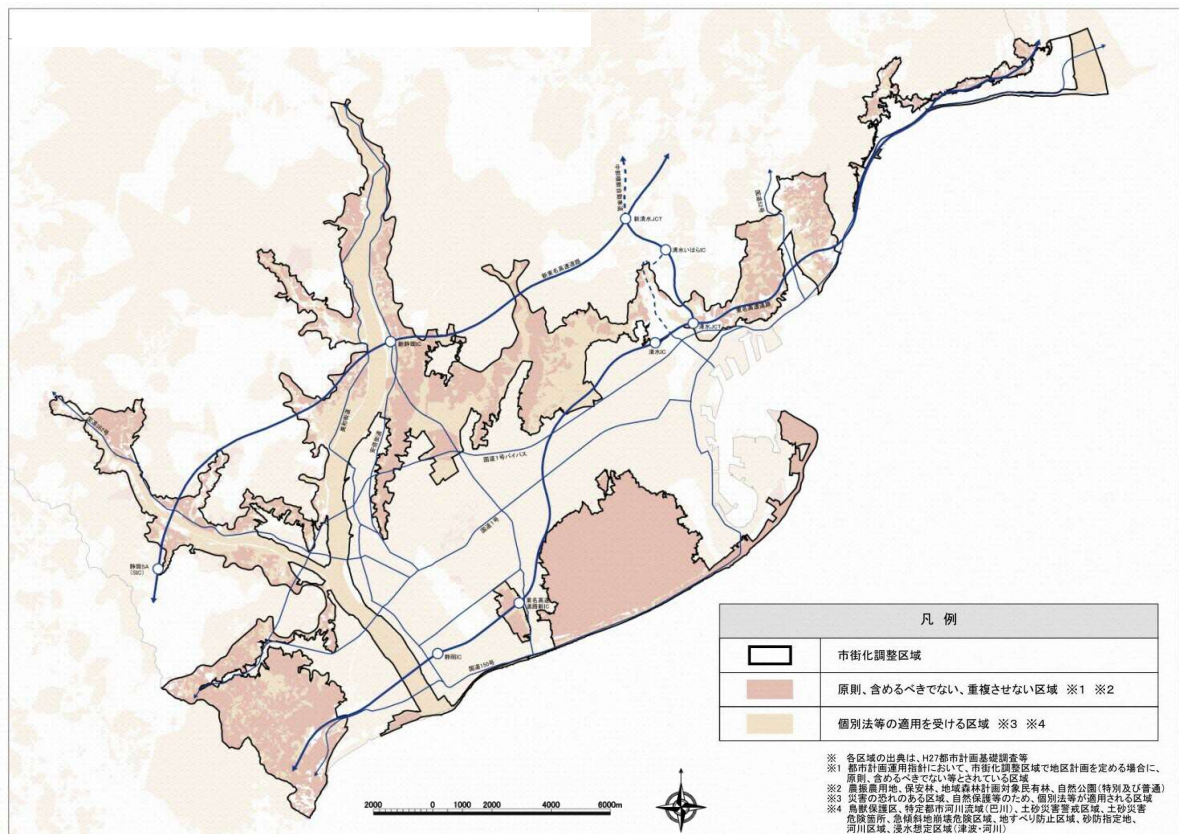 中部横断自動車道
新清水JCT
国道52号
清水いはらIC
新東名高速道路
東名高速道路
清水JCT
清水IC
新静岡IC
国道1号バイパス
国道1号
静岡SA
(SIC)
静岡IC
国道150号
凡 例
市街化調整区域
原則、含めるべきでない、重複させない区域 ※1 ※2
個別法等の適用を受ける区域 ※3 ※4
※ 各区域の出典は、H27都市計画基礎調査等
※1 都市計画運用指針において、市街化調整区域で地区計画を定める場合に、
原則、含めるべきでない等とされている区域
※2 農振農用地、保安林、地域森林計画対象民有林、自然公園(特別及び普通)
※3 災害の恐れのある区域、自然保護等のため、個別法等が適用される区域
※4 鳥獣保護区、特定都市河川流域(巴川)、土砂災害警戒区域、土砂災害
危険箇所、急傾斜地崩壊危険区域、地すべり防止区域、砂防指定地、
河川区域、浸水想定区域(津波・河川)
2000 0 2000 4000 6000m